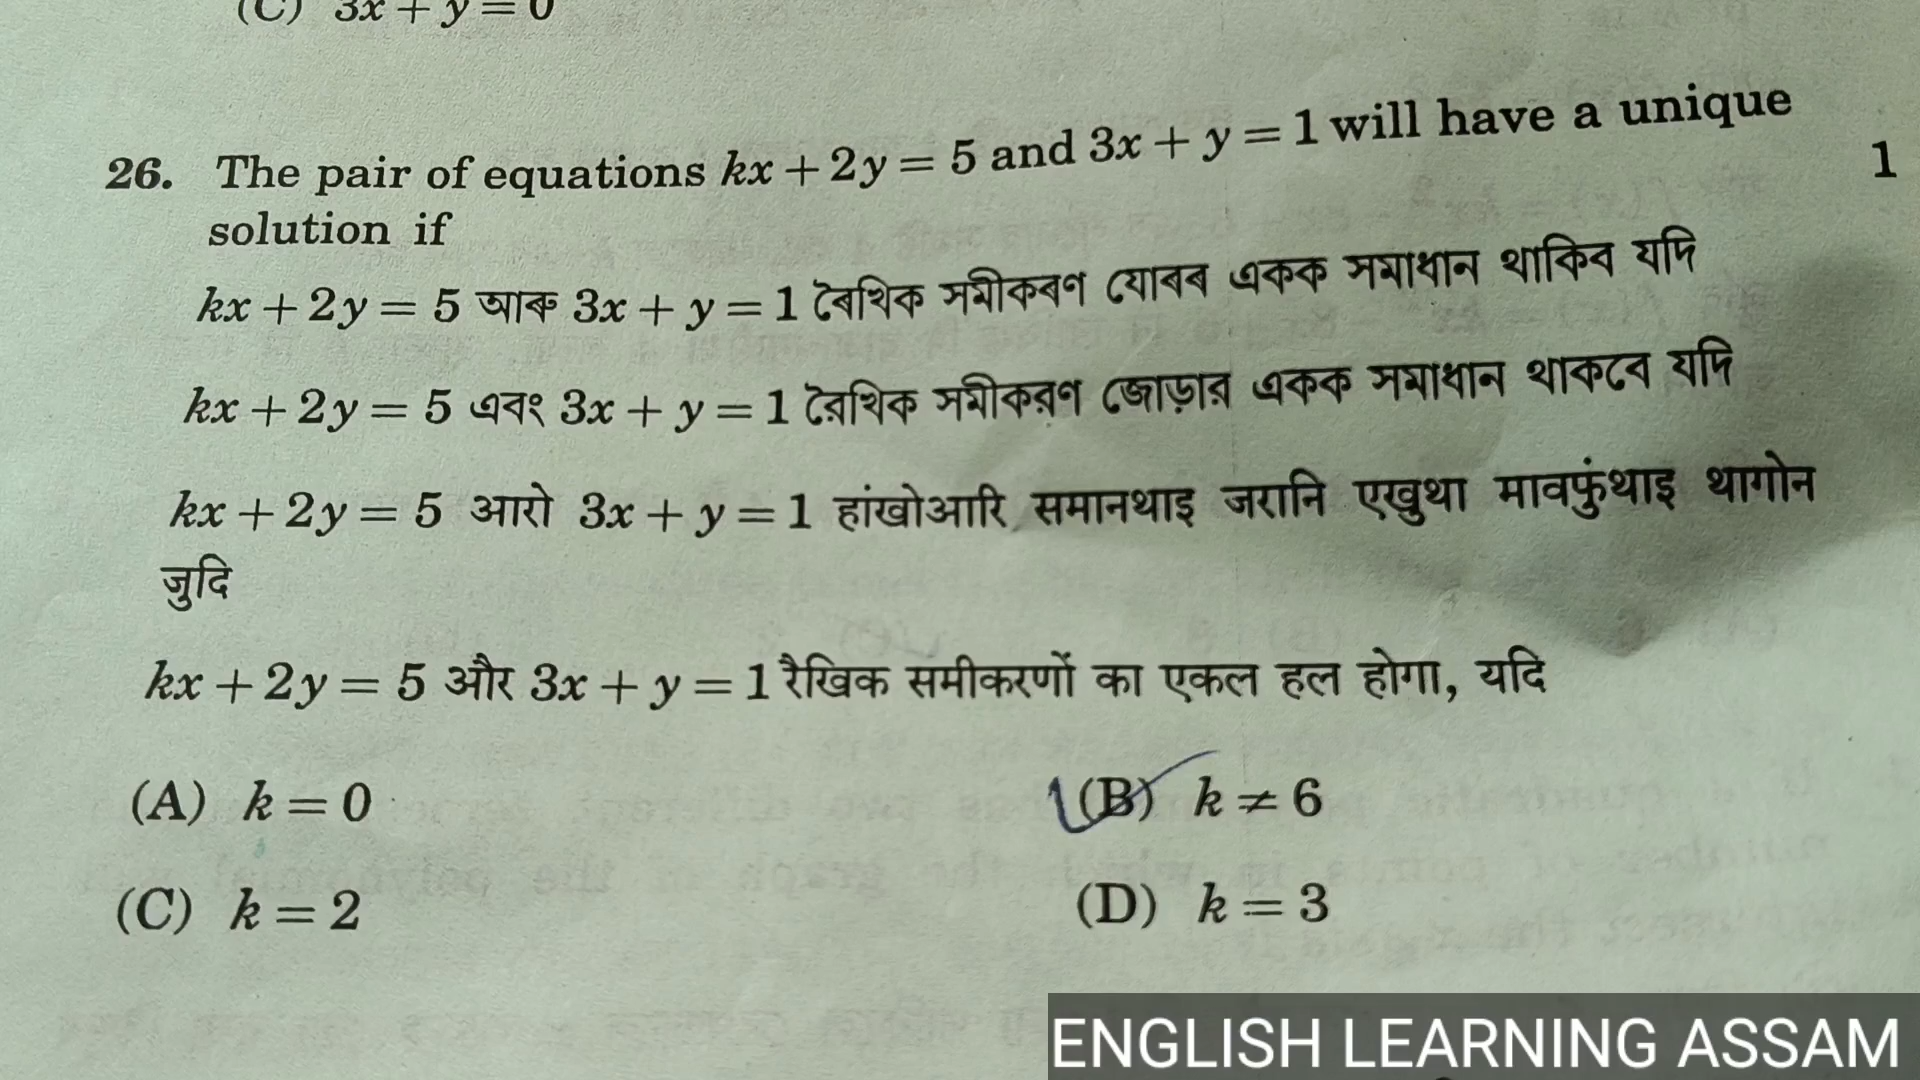 (C) 3x + y = 0
26. The pair of equations kx + 2y = 5 and 3x + y = 1 will have a unique 1
solution if
kx + 2y = 5 আৰু 3x + y = 1 ৰৈখিক সমীকৰণ যোৰৰ একক সমাধান থাকিব যদি
kx + 2y = 5 এবং 3x + y = 1 রৈখিক সমীকরণ জোড়ার একক সমাধান থাকবে যদি
kx + 2y = 5 आरो 3x + y = 1 हांखोआरि समानथाइ जरानि एखुथा मावफुंथाइ थागोन
जुदि
kx + 2y = 5 और 3x + y = 1 रैखिक समीकरणों का एकल हल होगा, यदि
(A) k = 0 (B) k ≠ 6
(C) k = 2 (D) k = 3
ENGLISH LEARNING ASSAM